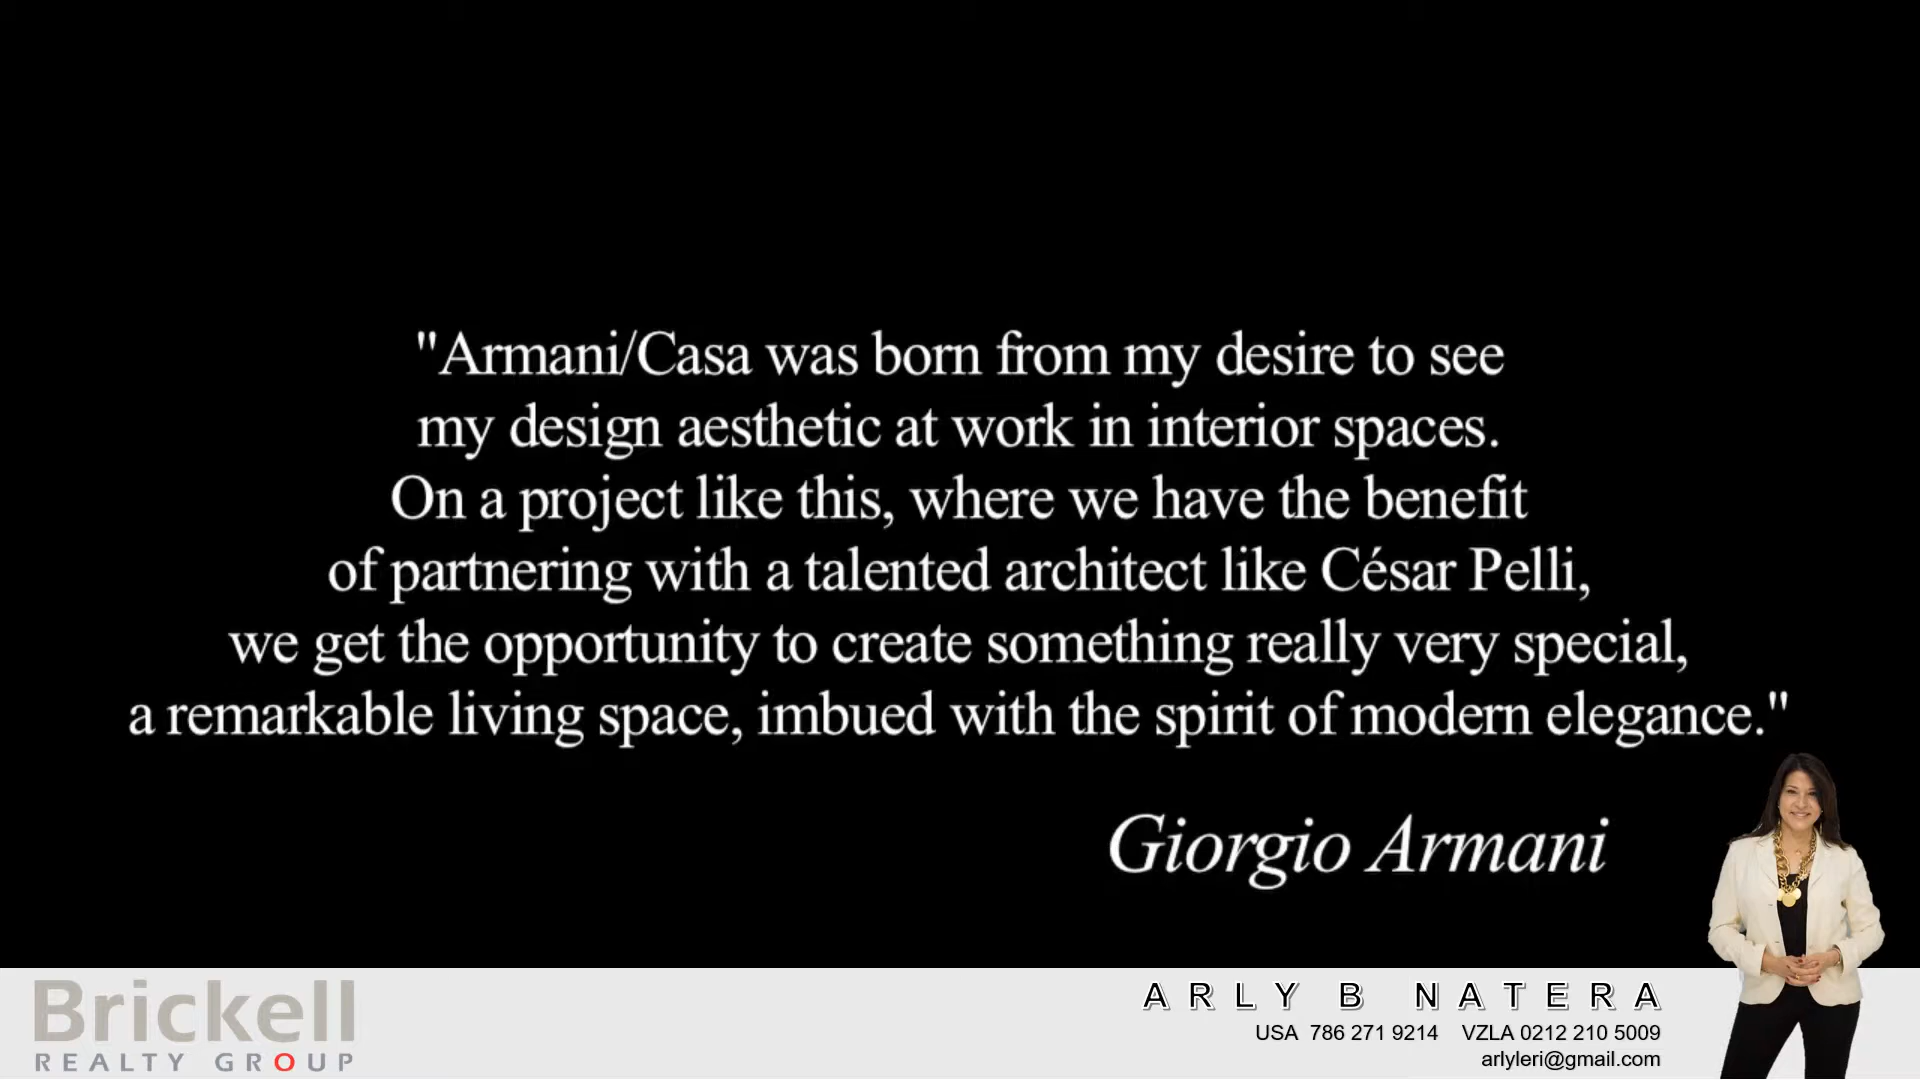 "Armani/Casa was born from my desire to see
my design aesthetic at work in interior spaces.
On a project like this, where we have the benefit
of partnering with a talented architect like César Pelli,
we get the opportunity to create something really very special,
a remarkable living space, imbued with the spirit of modern elegance."
Giorgio Armani
Brickell
REALTY GROUP
ARLY B NATERA
USA 786 271 9214 VZLA 0212 210 5009
arlyleri@gmail.com